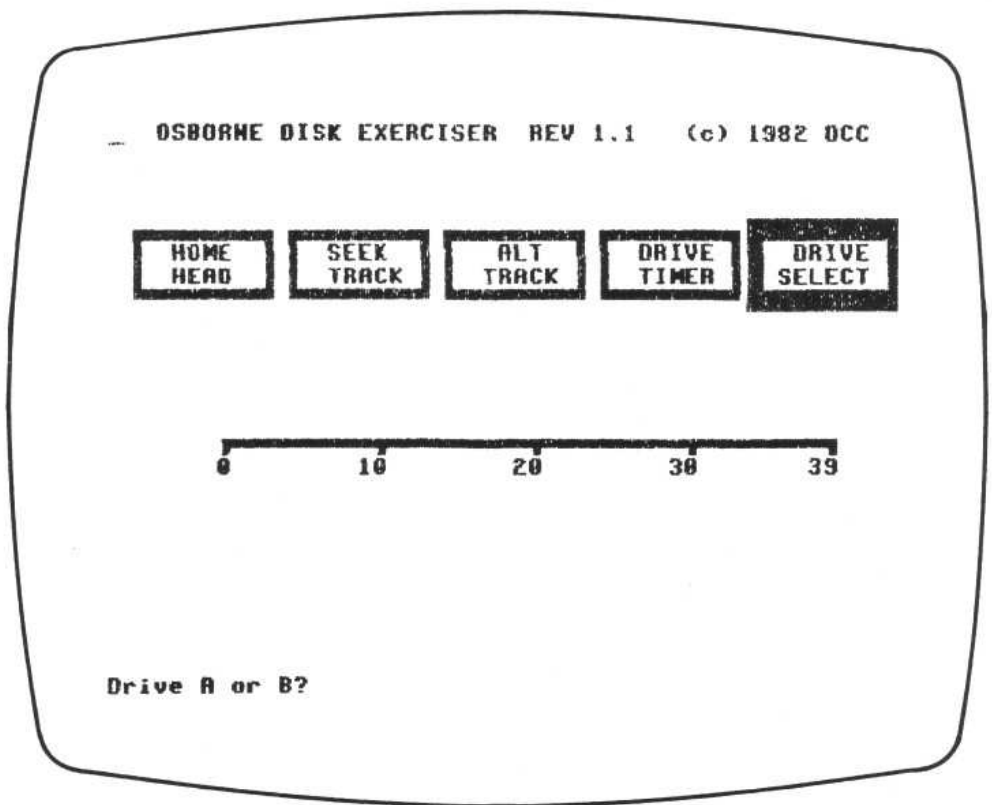 OSBORNE DISK EXERCISER REV 1.1 (c) 1982 OCC
HOME SEEK ALT DRIVE DRIVE
HEAD TRACK TRACK TIMER SELECT
0 10 20 30 39
Drive A or B?